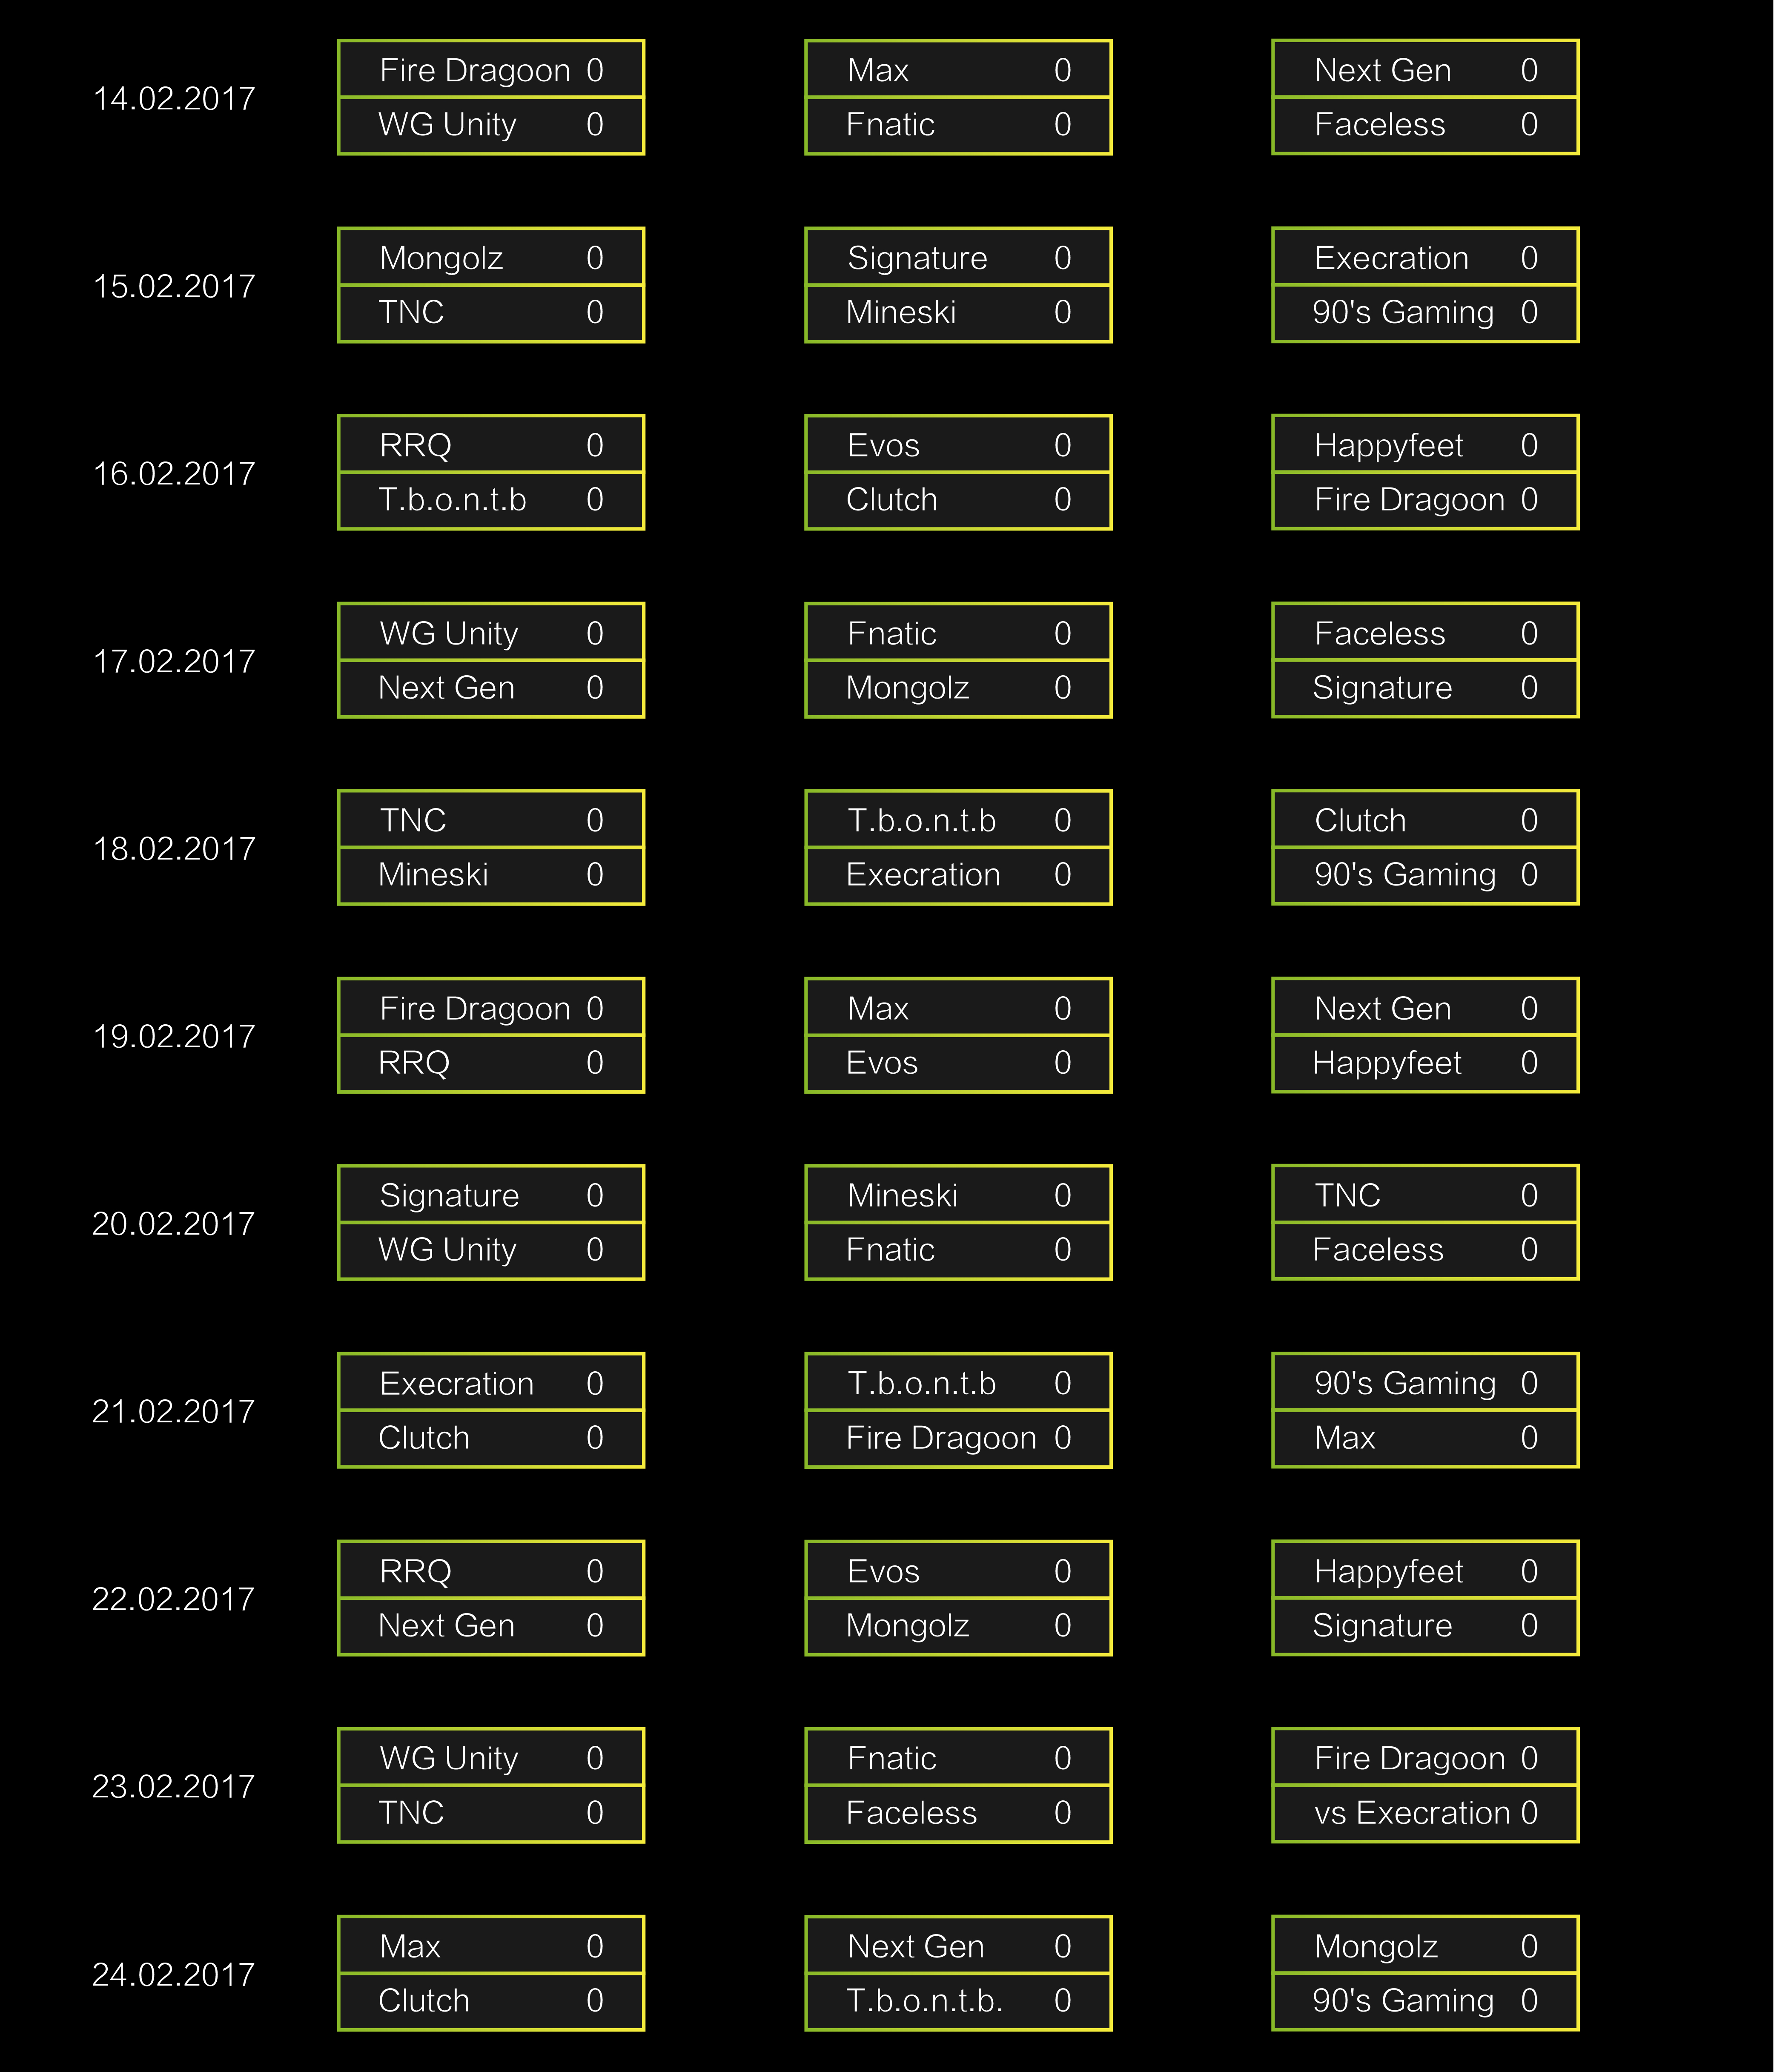 14.02.2017
Fire Dragoon 0
WG Unity 0
Max 0
Fnatic 0
Next Gen 0
Faceless 0
15.02.2017
Mongolz 0
TNC 0
Signature 0
Mineski 0
Execration 0
90's Gaming 0
16.02.2017
RRQ 0
T.b.o.n.t.b 0
Evos 0
Clutch 0
Happyfeet 0
Fire Dragoon 0
17.02.2017
WG Unity 0
Next Gen 0
Fnatic 0
Mongolz 0
Faceless 0
Signature 0
18.02.2017
TNC 0
Mineski 0
T.b.o.n.t.b 0
Execration 0
Clutch 0
90's Gaming 0
19.02.2017
Fire Dragoon 0
RRQ 0
Max 0
Evos 0
Next Gen 0
Happyfeet 0
20.02.2017
Signature 0
WG Unity 0
Mineski 0
Fnatic 0
TNC 0
Faceless 0
21.02.2017
Execration 0
Clutch 0
T.b.o.n.t.b 0
Fire Dragoon 0
90's Gaming 0
Max 0
22.02.2017
RRQ 0
Next Gen 0
Evos 0
Mongolz 0
Happyfeet 0
Signature 0
23.02.2017
WG Unity 0
TNC 0
Fnatic 0
Faceless 0
Fire Dragoon 0
vs Execration 0
24.02.2017
Max 0
Clutch 0
Next Gen 0
T.b.o.n.t.b. 0
Mongolz 0
90's Gaming 0